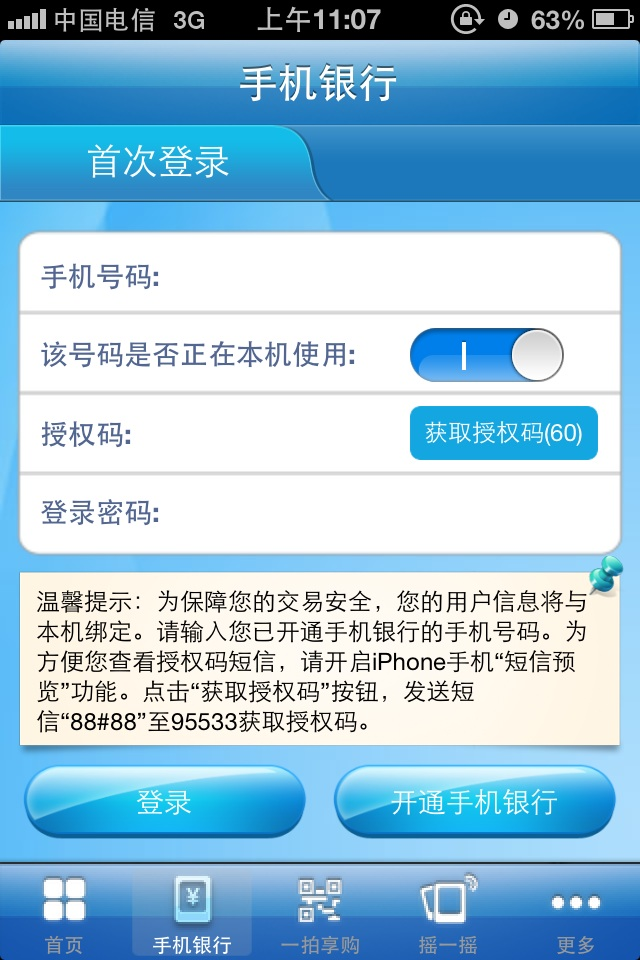 中国电信 3G 上午11:07 63%
手机银行
首次登录
手机号码:
该号码是否正在本机使用:
授权码: 获取授权码(60)
登录密码:
温馨提示：为保障您的交易安全，您的用户信息将与
本机绑定。请输入您已开通手机银行的手机号码。为
方便您查看授权码短信，请开启iPhone手机“短信预
览”功能。点击“获取授权码”按钮，发送短
信“88#88”至95533获取授权码。
登录 开通手机银行
首页 手机银行 一拍享购 摇一摇 更多